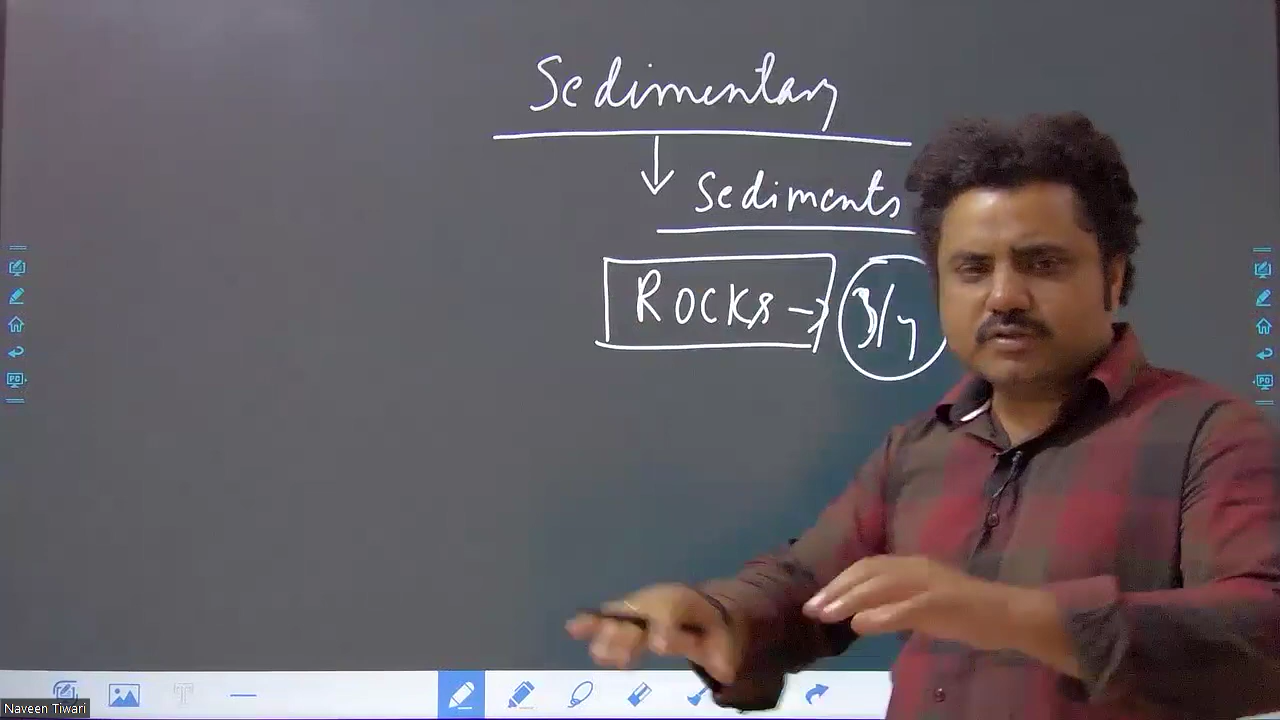 Sedimentary
Sediments
Rocks → 3/4
Naveen Tiwari